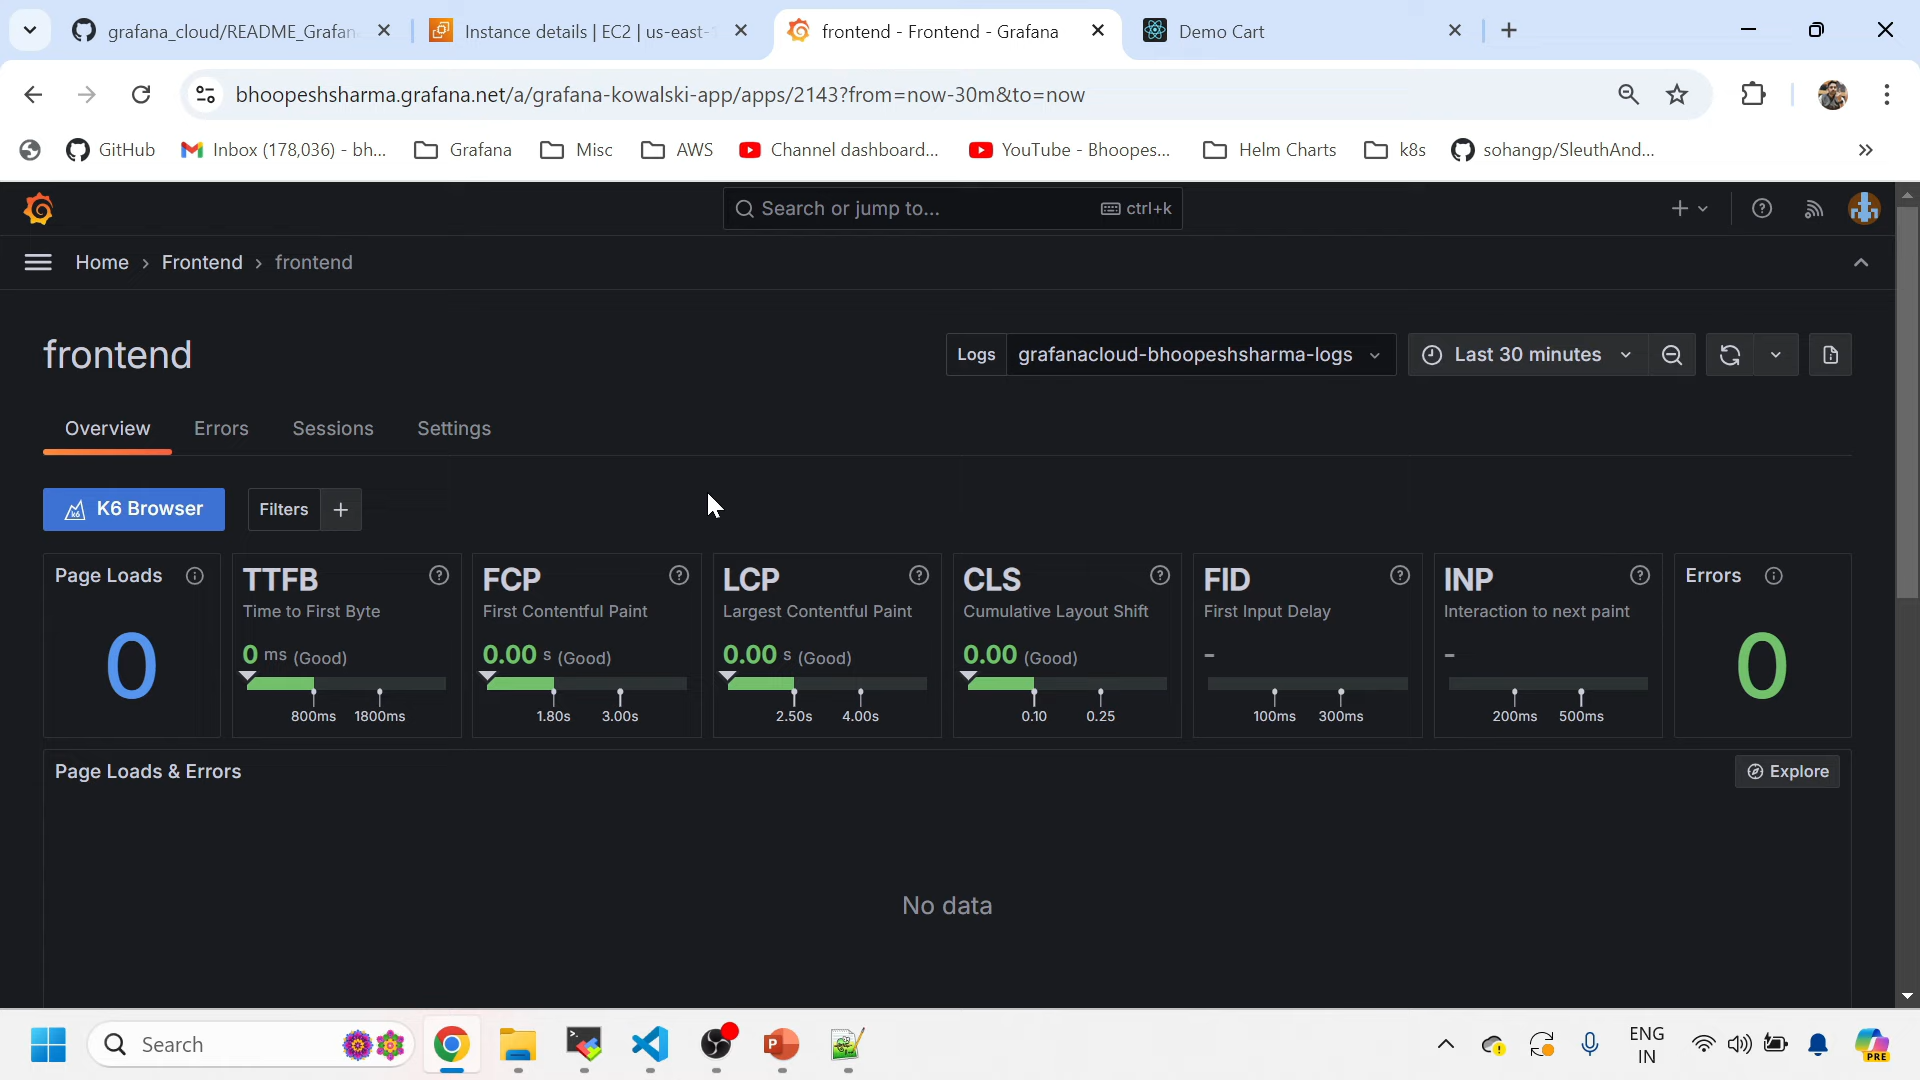 grafana_cloud/README_Grafan
Instance details | EC2 | us-east-1
frontend - Frontend - Grafana
Demo Cart
bhoopeshsharma.grafana.net/a/grafana-kowalski-app/apps/2143?from=now-30m&to=now
GitHub
Inbox (178,036) - bh...
Grafana
Misc
AWS
Channel dashboard...
YouTube - Bhoopes...
Helm Charts
k8s
sohangp/SleuthAnd...
Search or jump to...
ctrl+k
Home › Frontend › frontend
frontend
Logs
grafanacloud-bhoopeshsharma-logs
Last 30 minutes
Overview
Errors
Sessions
Settings
K6 Browser
Filters
Page Loads
0
TTFB
Time to First Byte
0 ms (Good)
800ms 1800ms
FCP
First Contentful Paint
0.00 s (Good)
1.80s 3.00s
LCP
Largest Contentful Paint
0.00 s (Good)
2.50s 4.00s
CLS
Cumulative Layout Shift
0.00 (Good)
0.10 0.25
FID
First Input Delay
-
100ms 300ms
INP
Interaction to next paint
-
200ms 500ms
Errors
0
Page Loads & Errors
Explore
No data
Search
ENG
IN
PRE